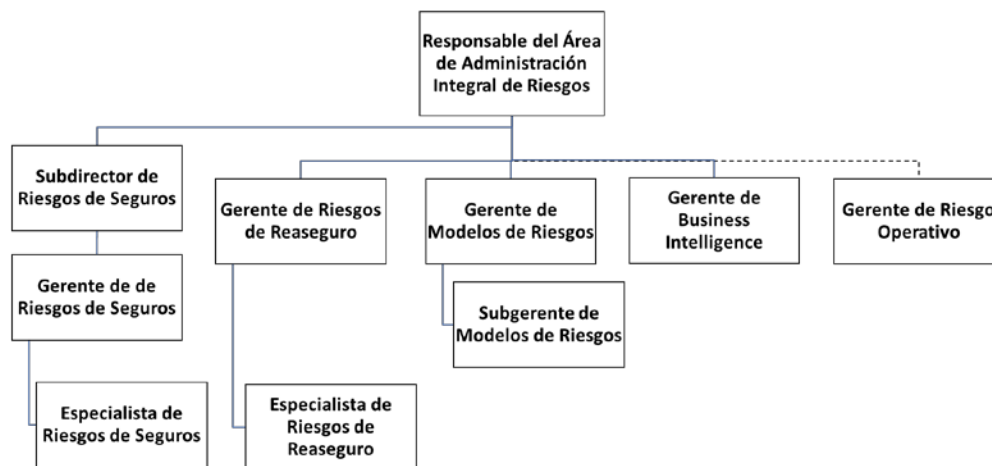 Responsable del Área
de Administración
Integral de Riesgos
Subdirector de
Riesgos de Seguros
Gerente de Riesgos
de Reaseguro
Gerente de
Modelos de Riesgos
Gerente de
Business
Intelligence
Gerente de Riesgo
Operativo
Gerente de de
Riesgos de Seguros
Subgerente de
Modelos de Riesgos
Especialista de
Riesgos de Seguros
Especialista de
Riesgos de
Reaseguro